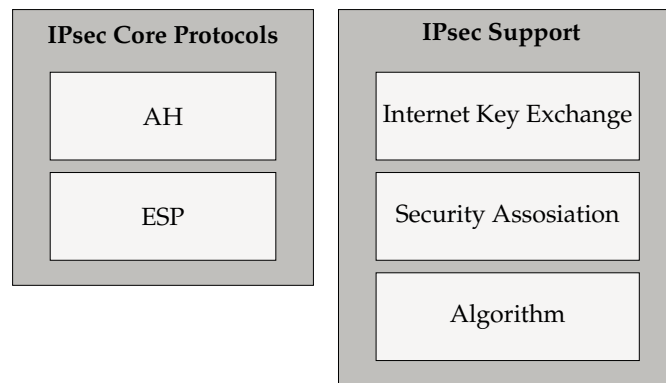 IPsec Core Protocols
AH
ESP
IPsec Support
Internet Key Exchange
Security Assosiation
Algorithm